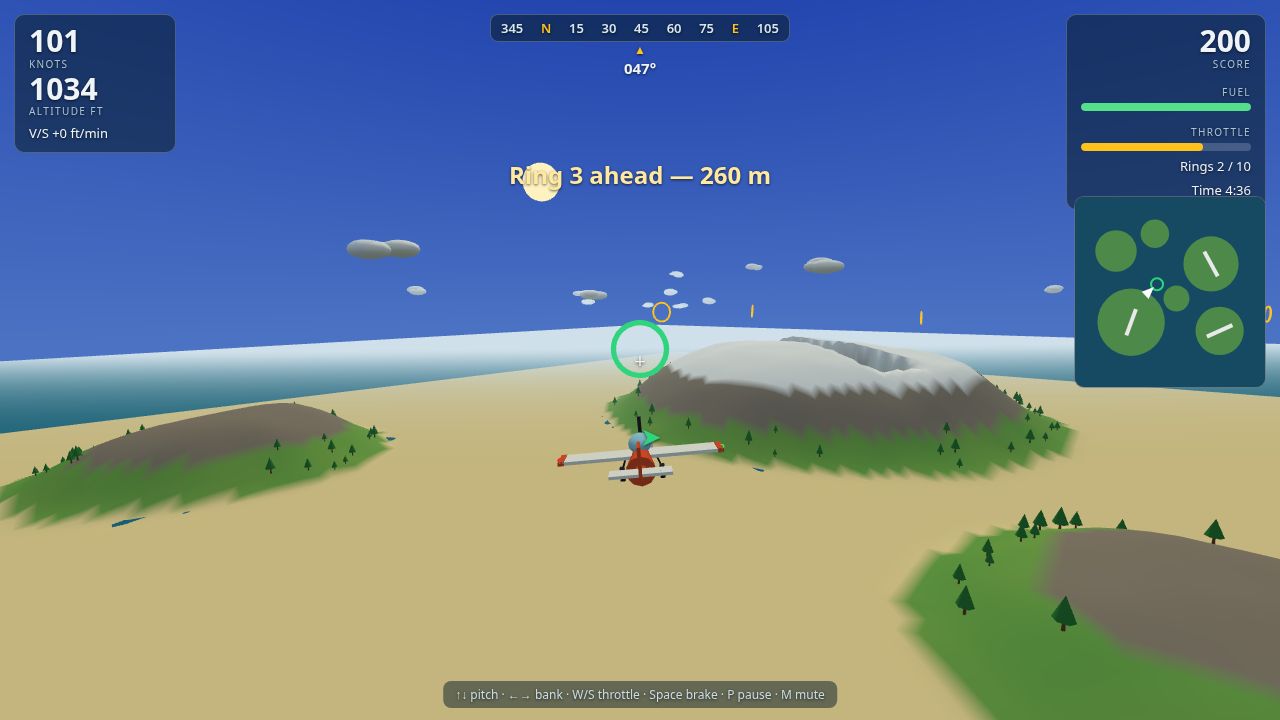 101
KNOTS
1034
ALTITUDE FT
V/S +0 ft/min
345 N 15 30 45 60 75 E 105
▲
047°
200
SCORE
FUEL
THROTTLE
Rings 2 / 10
Time 4:36
Ring 3 ahead — 260 m
↑↓ pitch · ←→ bank · W/S throttle · Space brake · P pause · M mute